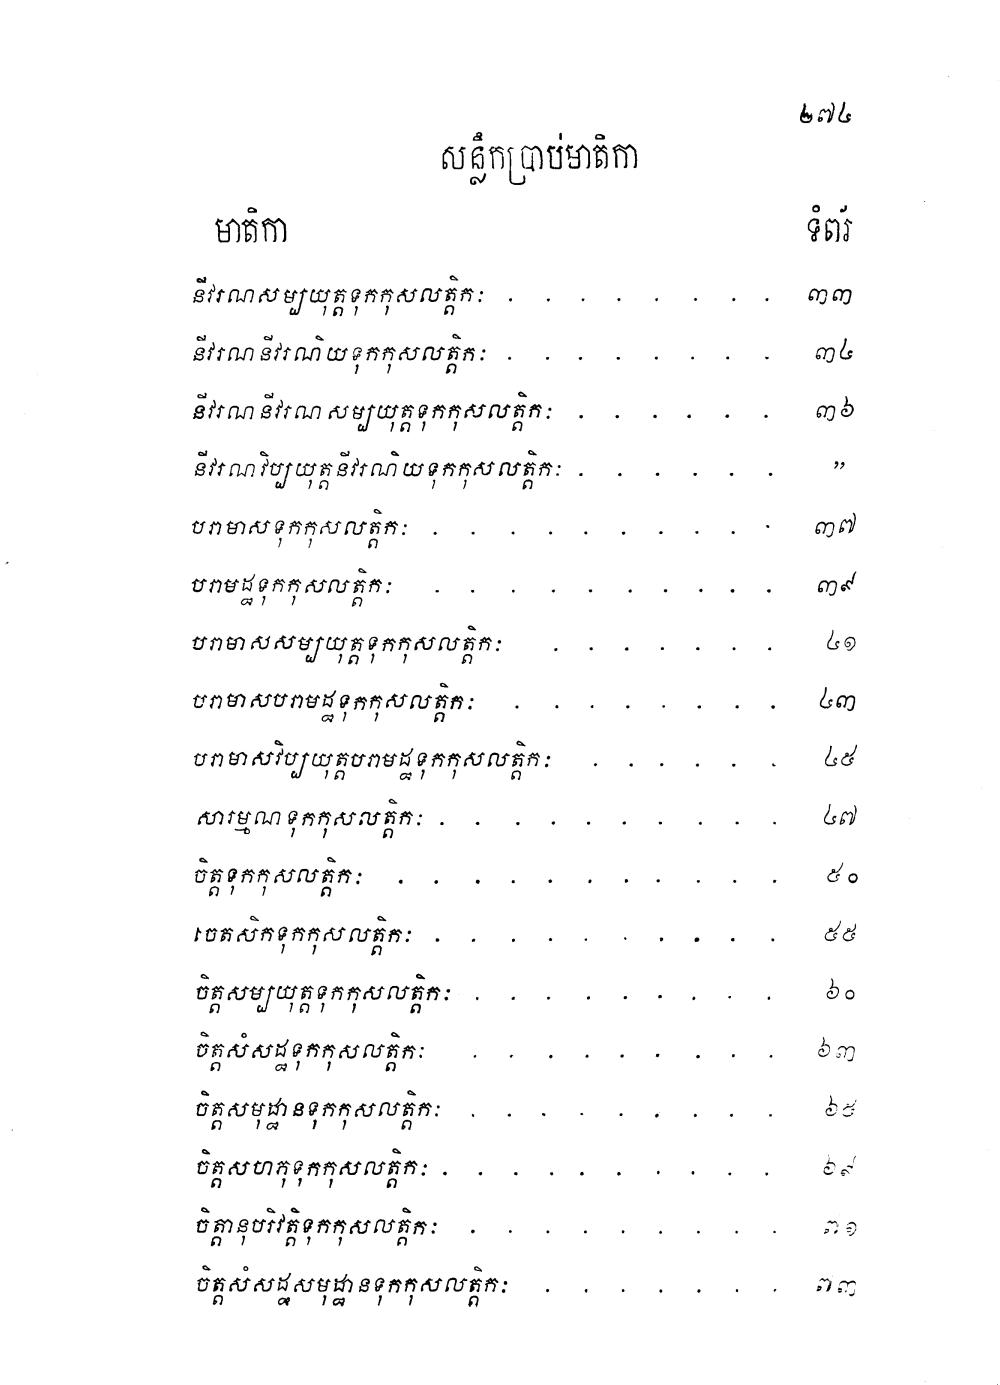 ២៧៤
សន្លឹកប្រាប់មាតិកា
មាតិកា ទំព័រ
នីវរណសម្បយុត្តទុកកុសលត្តិកៈ . . . . . . . . ៣៣
នីវរណនីវរណិយទុកកុសលត្តិកៈ . . . . . . . . ៣៤
នីវរណនីវរណសម្បយុត្តទុកកុសលត្តិកៈ . . . . . . ៣៦
នីវរណវិប្បយុត្តនីវរណិយទុកកុសលត្តិកៈ . . . . . . ”
បរាមាសទុកកុសលត្តិកៈ . . . . . . . . . . ៣៧
បរាមដ្ឋទុកកុសលត្តិកៈ . . . . . . . . . . ៣៩
បរាមាសសម្បយុត្តទុកកុសលត្តិកៈ . . . . . . . ៤១
បរាមាសបរាមដ្ឋទុកកុសលត្តិកៈ . . . . . . . . ៤៣
បរាមាសវិប្បយុត្តបរាមដ្ឋទុកកុសលត្តិកៈ . . . . . . ៤៥
សារម្មណទុកកុសលត្តិកៈ . . . . . . . . . . ៤៧
ចិត្តទុកកុសលត្តិកៈ . . . . . . . . . . . ៥០
ចេតសិកទុកកុសលត្តិកៈ . . . . . . . . . . ៥៥
ចិត្តសម្បយុត្តទុកកុសលត្តិកៈ . . . . . . . . . ៦០
ចិត្តសំសដ្ឋទុកកុសលត្តិកៈ . . . . . . . . . ៦៣
ចិត្តសមុដ្ឋានទុកកុសលត្តិកៈ . . . . . . . . . ៦៥
ចិត្តសហភុទុកកុសលត្តិកៈ . . . . . . . . . . ៦៩
ចិត្តានុបរិវត្តិទុកកុសលត្តិកៈ . . . . . . . . . ៧១
ចិត្តសំសដ្ឋសមុដ្ឋានទុកកុសលត្តិកៈ . . . . . . . ៧៣